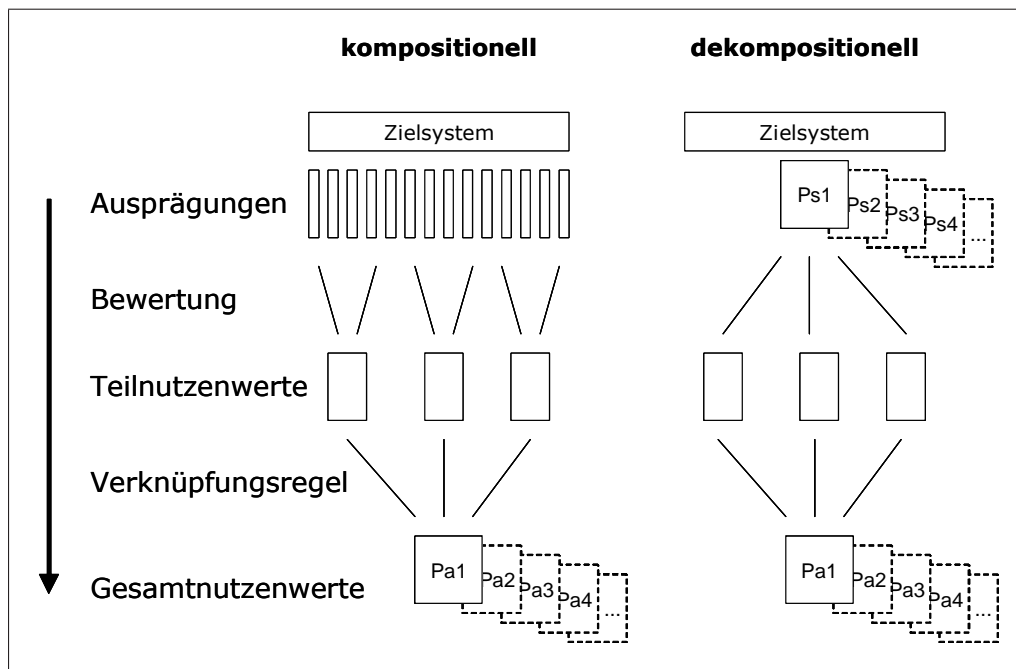 kompositionell dekompositionell
Zielsystem Zielsystem
Ausprägungen Ps1 Ps2 Ps3 Ps4 ...
Bewertung
Teilnutzenwerte
Verknüpfungsregel
Gesamtnutzenwerte Pa1 Pa2 Pa3 Pa4 ... Pa1 Pa2 Pa3 Pa4 ...